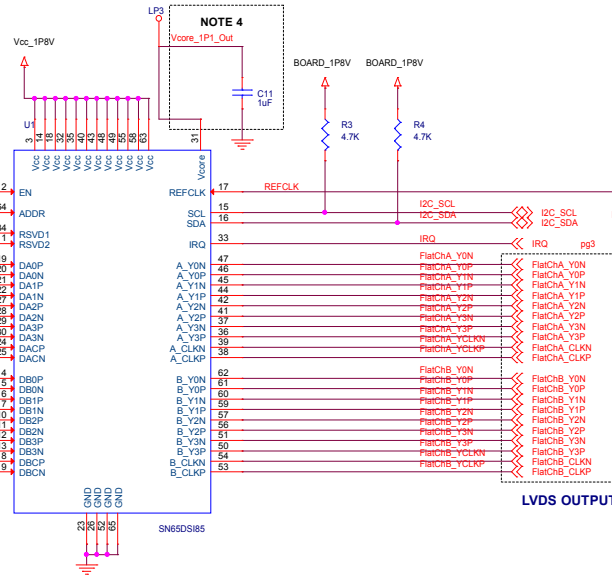 LP3
NOTE 4
Vcc_1P8V
Vcore_1P1_Out
BOARD_1P8V BOARD_1P8V
C11
1uF
R3
4.7K
R4
4.7K
U1
3 14 18 32 35 40 43 48 49 55 58 63 31
Vcc Vcc Vcc Vcc Vcc Vcc Vcc Vcc Vcc Vcc Vcc Vcore
2 EN REFCLK 17 REFCLK
ADDR SCL 15 I2C_SCL I2C_SCL
SDA 16 I2C_SDA I2C_SDA
RSVD1
RSVD2 IRQ 33 IRQ IRQ pg3
DA0P A_Y0N 47 FlatChA_Y0N FlatChA_Y0N
DA0N A_Y0P 46 FlatChA_Y0P FlatChA_Y0P
DA1P A_Y1N 45 FlatChA_Y1N FlatChA_Y1N
DA1N A_Y1P 44 FlatChA_Y1P FlatChA_Y1P
DA2P A_Y2N 42 FlatChA_Y2N FlatChA_Y2N
DA2N A_Y2P 41 FlatChA_Y2P FlatChA_Y2P
DA3P A_Y3N 37 FlatChA_Y3N FlatChA_Y3N
DA3N A_Y3P 36 FlatChA_Y3P FlatChA_Y3P
DACP A_CLKN 39 FlatChA_YCLKN FlatChA_CLKN
DACN A_CLKP 38 FlatChA_YCLKP FlatChA_CLKP
DB0P B_Y0N 62 FlatChB_Y0N FlatChB_Y0N
DB0N B_Y0P 61 FlatChB_Y0P FlatChB_Y0P
DB1P B_Y1N 60 FlatChB_Y1N FlatChB_Y1N
DB1N B_Y1P 59 FlatChB_Y1P FlatChB_Y1P
DB2P B_Y2N 57 FlatChB_Y2N FlatChB_Y2N
DB2N B_Y2P 56 FlatChB_Y2P FlatChB_Y2P
DB3P B_Y3N 51 FlatChB_Y3N FlatChB_Y3N
DB3N B_Y3P 50 FlatChB_Y3P FlatChB_Y3P
DBCP B_CLKN 54 FlatChB_YCLKN FlatChB_CLKN
DBCN B_CLKP 53 FlatChB_YCLKP FlatChB_CLKP
GND GND GND GND
23 26 52 65
SN65DSI85
LVDS OUTPUT